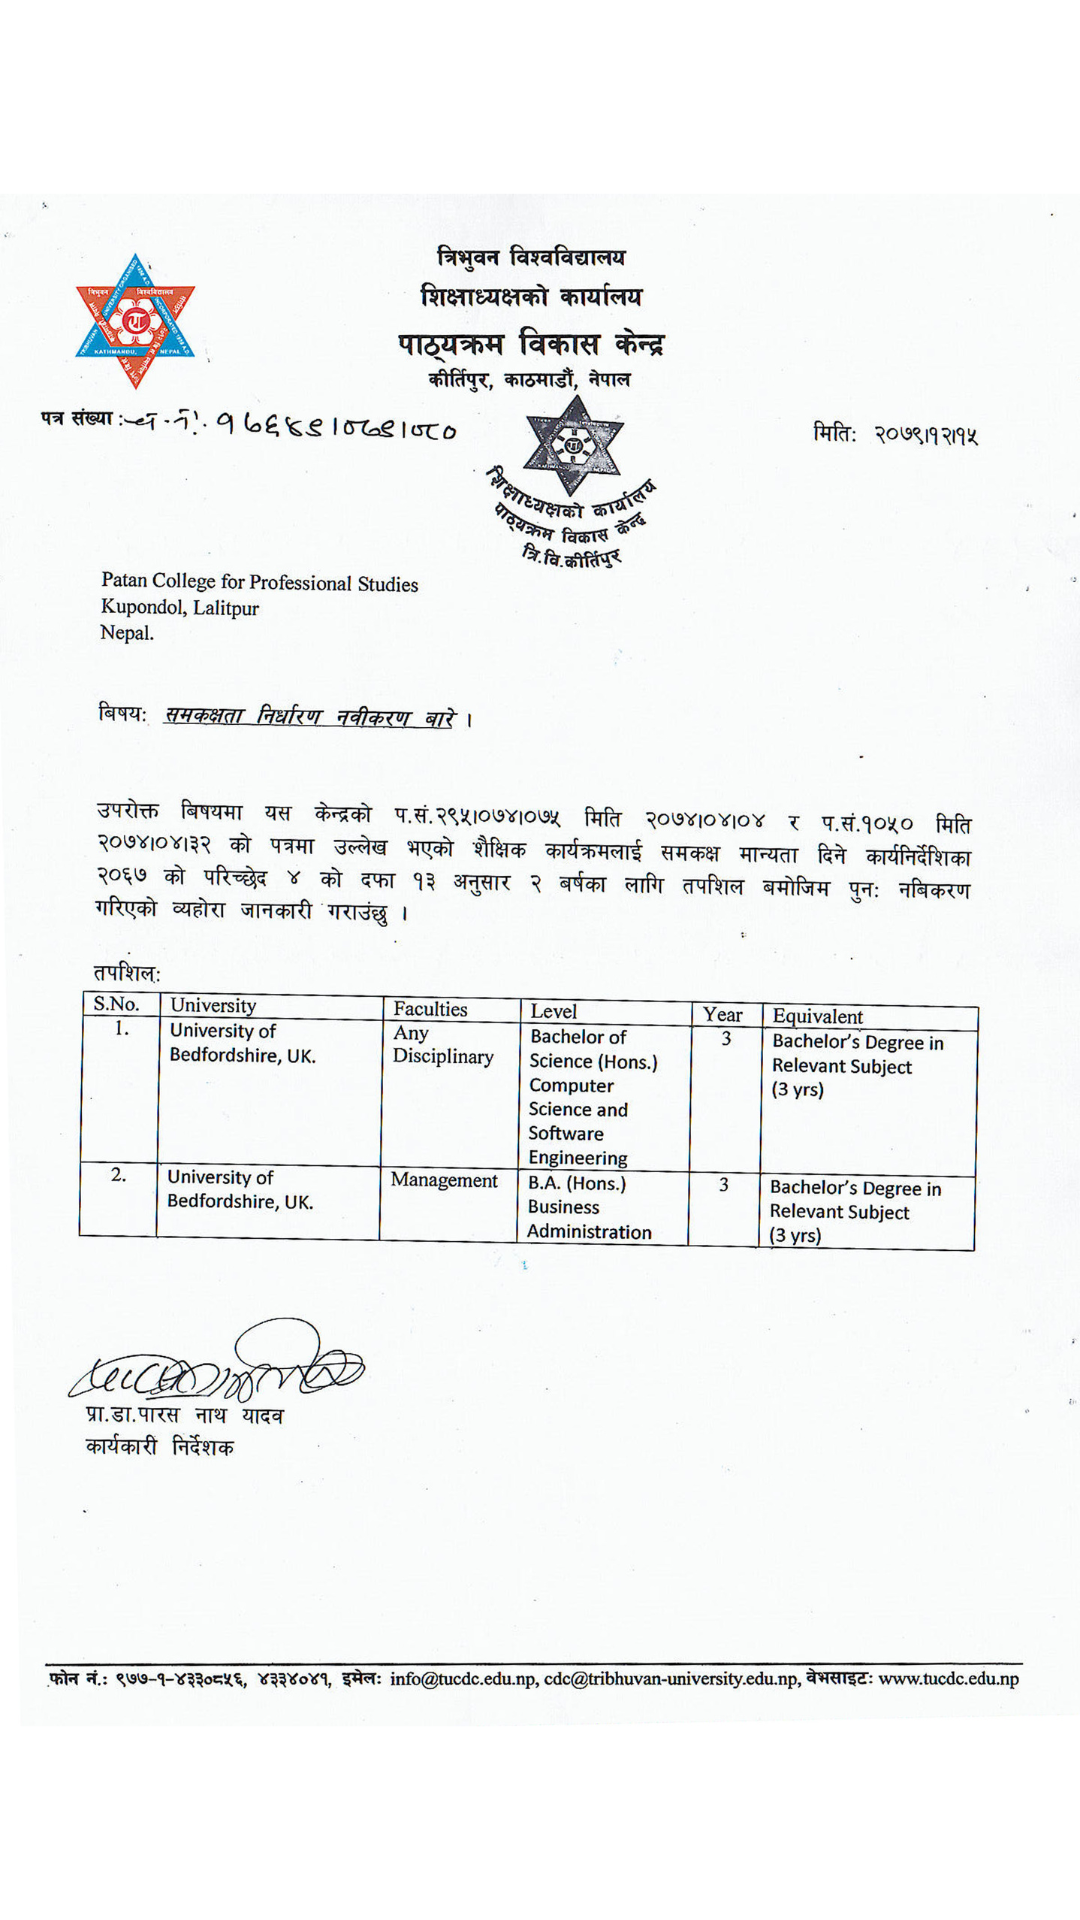 त्रिभुवन विश्वविद्यालय
शिक्षाध्यक्षको कार्यालय
पाठ्यक्रम विकास केन्द्र
कीर्तिपुर, काठमाडौं, नेपाल
पत्र संख्या :
मितिः २०७९।१२।१५
शिक्षाध्यक्षको कार्यालय
पाठ्यक्रम विकास केन्द्र
त्रि.वि.कीर्तिपुर
Patan College for Professional Studies
Kupondol, Lalitpur
Nepal.
बिषयः समकक्षता निर्धारण नवीकरण बारे ।
उपरोक्त बिषयमा यस केन्द्रको प.सं.२९५।०७४।०७५ मिति २०७४।०४।०४ र प.सं.१०५० मिति
२०७४।०४।३२ को पत्रमा उल्लेख भएको शैक्षिक कार्यक्रमलाई समकक्ष मान्यता दिने कार्यनिर्देशिका
२०६७ को परिच्छेद ४ को दफा १३ अनुसार २ बर्षका लागि तपशिल बमोजिम पुनः नबिकरण
गरिएको व्यहोरा जानकारी गराउंछु ।
तपशिलः
S.No. University Faculties Level Year Equivalent
1. University of Bedfordshire, UK. Any Disciplinary Bachelor of Science (Hons.) Computer Science and Software Engineering 3 Bachelor's Degree in Relevant Subject (3 yrs)
2. University of Bedfordshire, UK. Management B.A. (Hons.) Business Administration 3 Bachelor's Degree in Relevant Subject (3 yrs)
प्रा.डा.पारस नाथ यादव
कार्यकारी निर्देशक
फोन नं.: ९७७-१-४३३०८५६, ४३३४०४१, इमेलः info@tucdc.edu.np, cdc@tribhuvan-university.edu.np, वेभसाइटः www.tucdc.edu.np